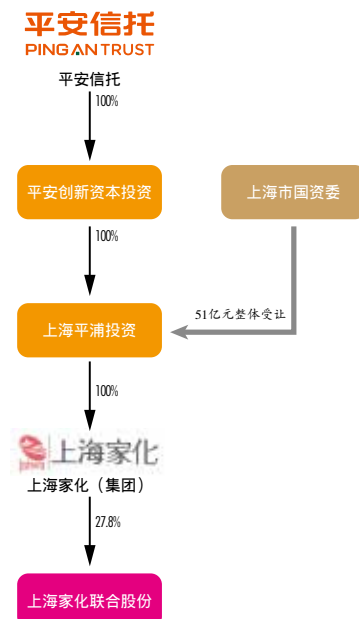 平安信托
PING AN TRUST
平安信托
100%
平安创新资本投资
上海市国资委
100%
51亿元整体受让
上海平浦投资
100%
上海家化
上海家化（集团）
27.8%
上海家化联合股份